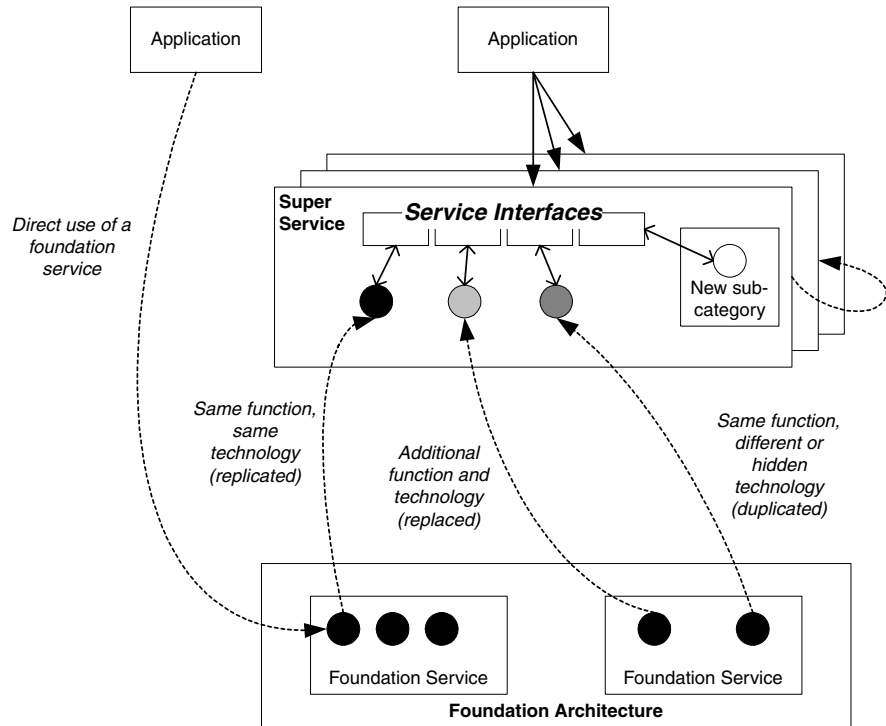 Application
Application
Super
Service
Service Interfaces
New sub-
category
Direct use of a
foundation
service
Same function,
same
technology
(replicated)
Additional
function and
technology
(replaced)
Same function,
different or
hidden
technology
(duplicated)
Foundation Service
Foundation Service
Foundation Architecture